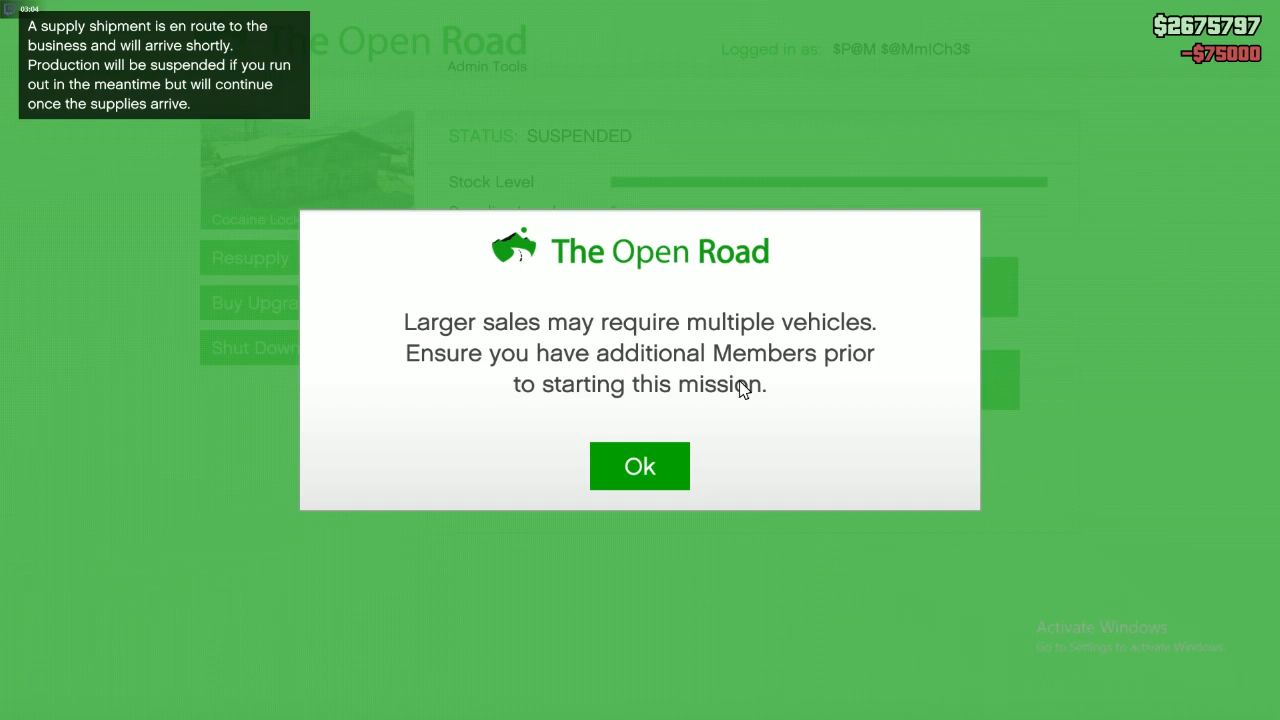 03:04
A supply shipment is en route to the
business and will arrive shortly.
Production will be suspended if you run
out in the meantime but will continue
once the supplies arrive.
The Open Road
Admin Tools
Logged in as: $P@M $@Mm!Ch3$
$2675797
-$75000
STATUS: SUSPENDED
Stock Level
Cocaine
Resupply
Buy
Shut Down
The Open Road
Larger sales may require multiple vehicles.
Ensure you have additional Members prior
to starting this mission.
Ok
Activate Windows
Go to Settings to activate Windows.